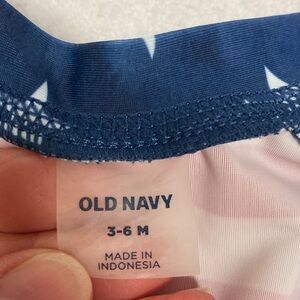 OLD NAVY
3-6 M
MADE IN
INDONESIA